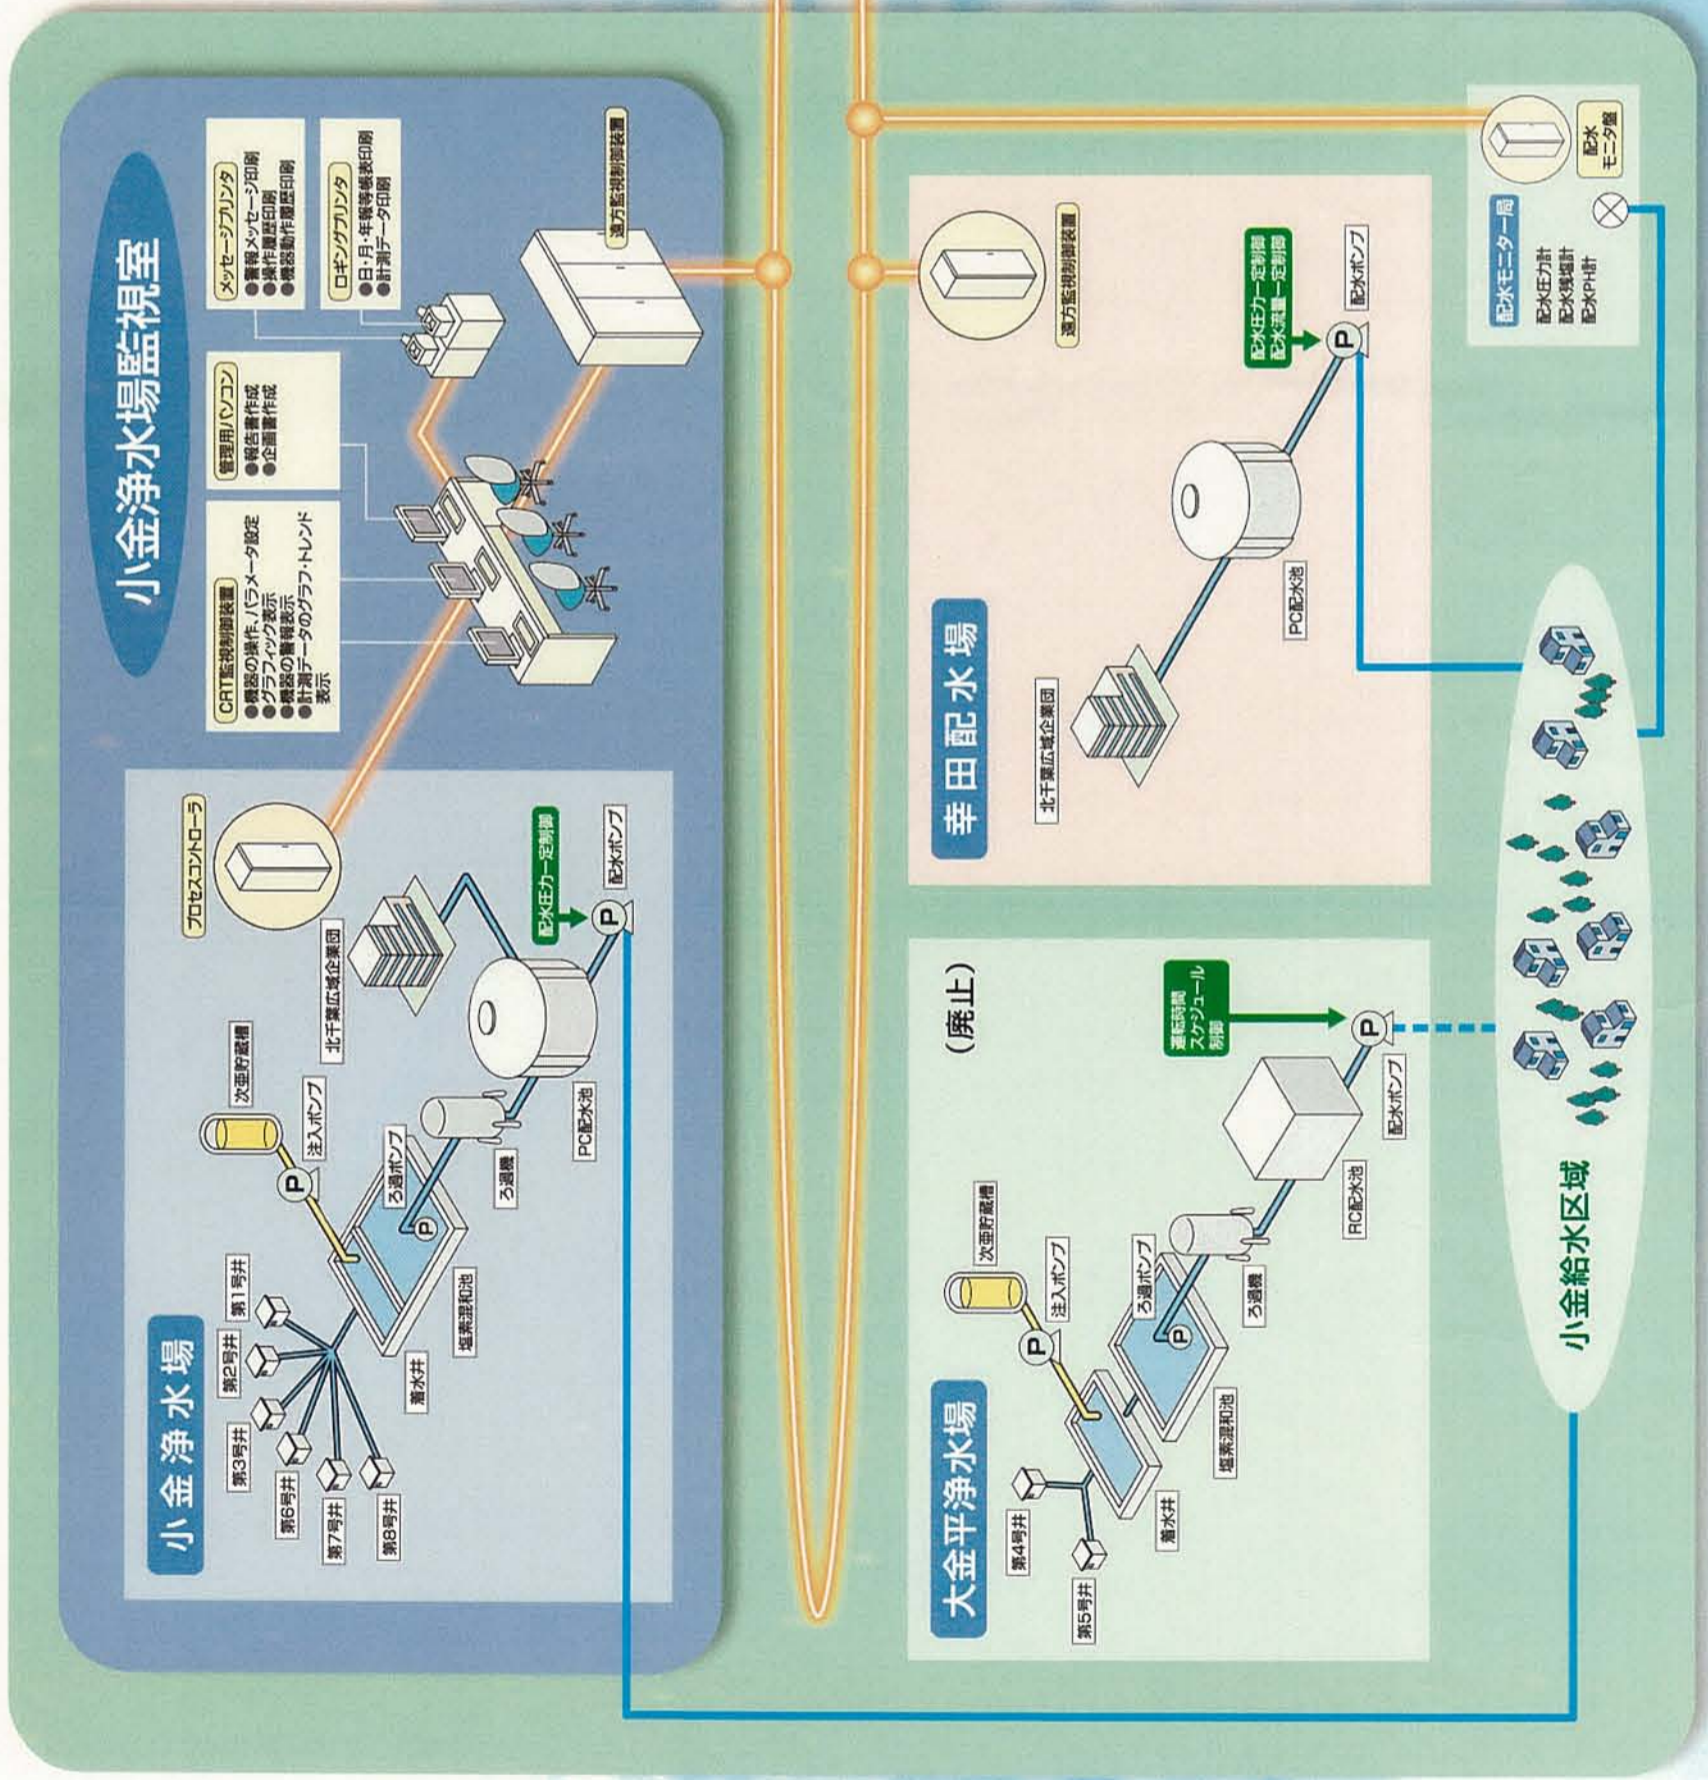 小金浄水場監視室
CRT監視制御装置
●機器の操作、パラメータ設定
●グラフィック表示
●機器の警報表示
●計測データのグラフ・トレンド
表示
管理用パソコン
●報告書作成
●企画書作成
メッセージプリンタ
●警報メッセージ印刷
●操作履歴印刷
●機器動作履歴印刷
ロギングプリンタ
●日・月・年報等帳表印刷
●計測データ印刷
遠方監視制御装置
プロセスコントローラ
小金浄水場
第1号井
第2号井
第3号井
第6号井
第7号井
第8号井
着水井
塩素混和池
次亜貯蔵槽
注入ポンプ
P
ろ過ポンプ
P
ろ過機
北千葉広域企業団
PC配水池
配水圧力一定制御
配水ポンプ
P
大金平浄水場
(廃止)
第4号井
第5号井
着水井
塩素混和池
次亜貯蔵槽
注入ポンプ
P
ろ過ポンプ
P
ろ過機
RC配水池
運転時間
スケジュール
制御
配水ポンプ
P
幸田配水場
北千葉広域企業団
PC配水池
配水圧力一定制御
配水流量一定制御
配水ポンプ
P
遠方監視制御装置
配水モニター局
配水圧力計
配水残塩計
配水PH計
配水
モニタ盤
小金給水区域